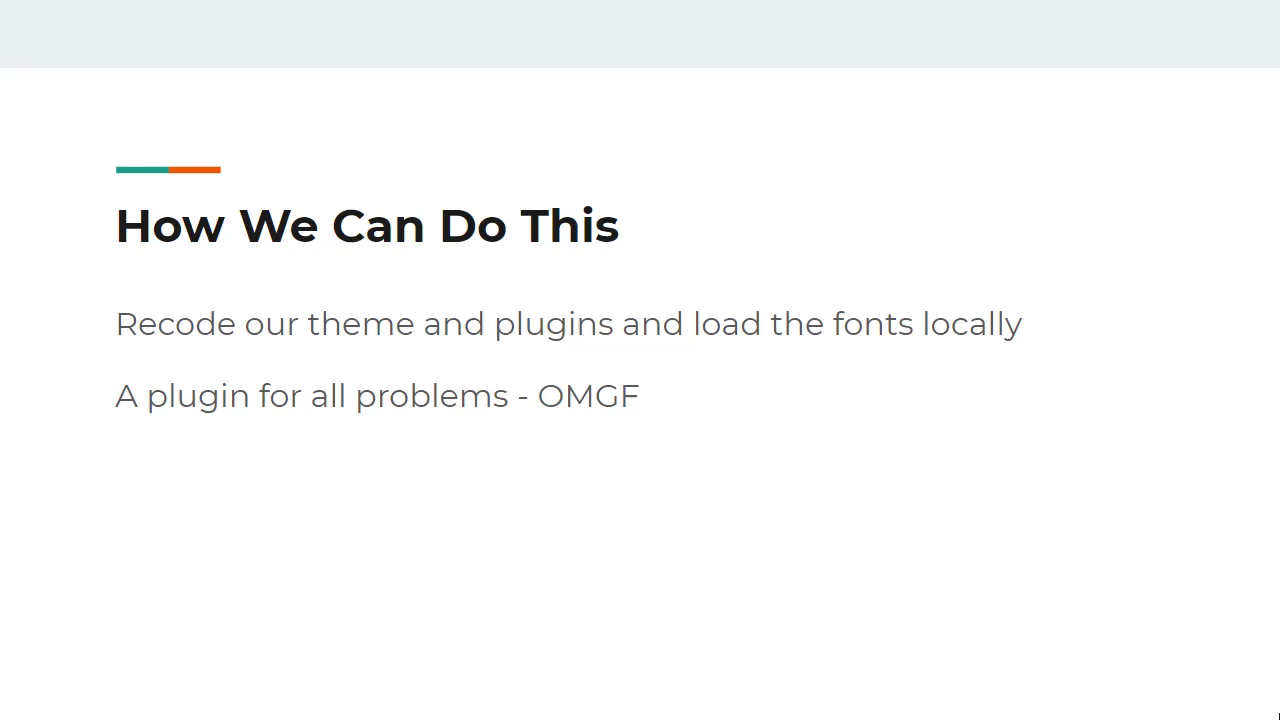 How We Can Do This
Recode our theme and plugins and load the fonts locally
A plugin for all problems - OMGF